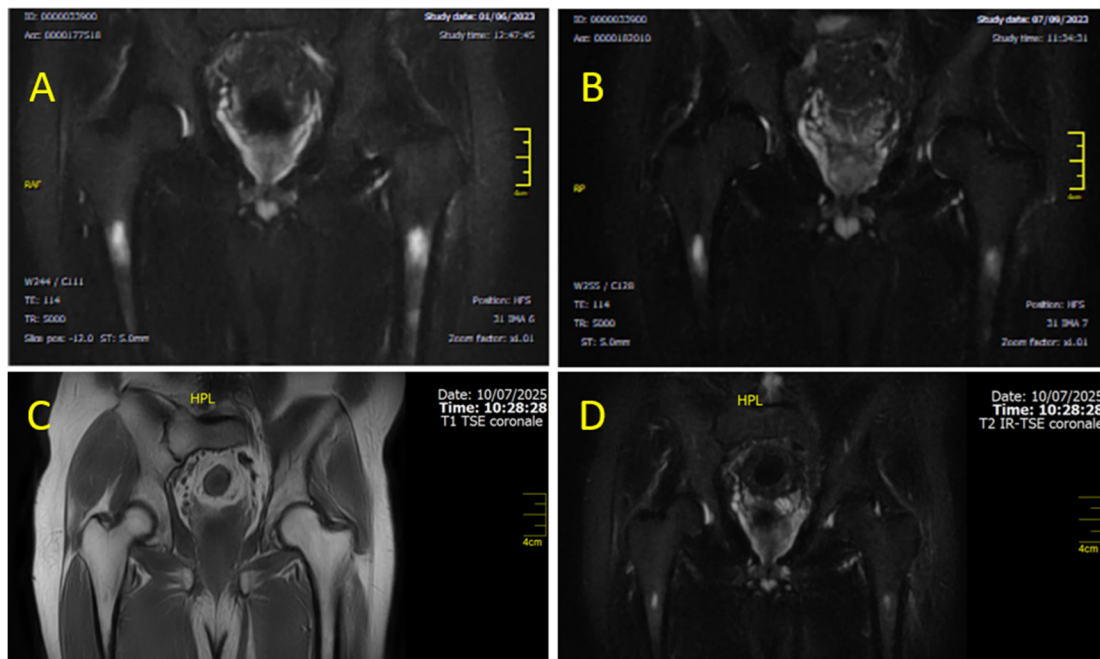 A
ID: 0000033900
Acc: 0000177518
Study date: 01/06/2023
Study time: 12:47:45
RAF
4cm
W244 / C111
TE: 114
TR: 5000
Slice pos: -12.0 ST: 5.0mm
Position: HFS
31 IMA 6
Zoom factor: x1.01
B
ID: 0000033900
Acc: 0000182010
Study date: 07/09/2023
Study time: 11:34:31
RP
4cm
W255 / C128
TE: 114
TR: 5000
ST: 5.0mm
Position: HFS
31 IMA 7
Zoom factor: x1.01
C
HPL
Date: 10/07/2025
Time: 10:28:28
T1 TSE coronale
4cm
D
HPL
Date: 10/07/2025
Time: 10:28:28
T2 IR-TSE coronale
4cm